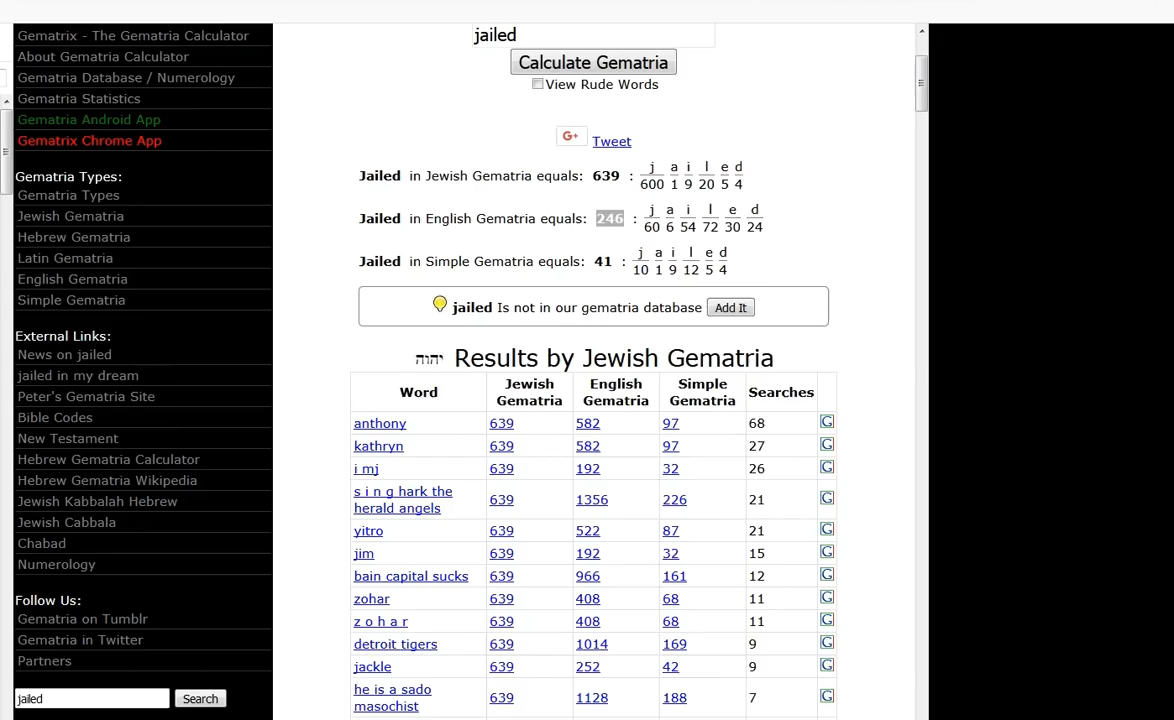 Gematrix - The Gematria Calculator
About Gematria Calculator
Gematria Database / Numerology
Gematria Statistics
Gematria Android App
Gematrix Chrome App
Gematria Types:
Gematria Types
Jewish Gematria
Hebrew Gematria
Latin Gematria
English Gematria
Simple Gematria
External Links:
News on jailed
jailed in my dream
Peter's Gematria Site
Bible Codes
New Testament
Hebrew Gematria Calculator
Hebrew Gematria Wikipedia
Jewish Kabbalah Hebrew
Jewish Cabbala
Chabad
Numerology
Follow Us:
Gematria on Tumblr
Gematria in Twitter
Partners
jailed Search
jailed
Calculate Gematria
View Rude Words
G+ Tweet
Jailed in Jewish Gematria equals: 639 : j a i l e d
600 1 9 20 5 4
Jailed in English Gematria equals: 246 : j a i l e d
60 6 54 72 30 24
Jailed in Simple Gematria equals: 41 : j a i l e d
10 1 9 12 5 4
jailed Is not in our gematria database Add It
יהוה Results by Jewish Gematria
Word Jewish Gematria English Gematria Simple Gematria Searches
anthony 639 582 97 68 G
kathryn 639 582 97 27 G
i mj 639 192 32 26 G
s i n g hark the
herald angels 639 1356 226 21 G
yitro 639 522 87 21 G
jim 639 192 32 15 G
bain capital sucks 639 966 161 12 G
zohar 639 408 68 11 G
z o h a r 639 408 68 11 G
detroit tigers 639 1014 169 9 G
jackle 639 252 42 9 G
he is a sado
masochist 639 1128 188 7 G